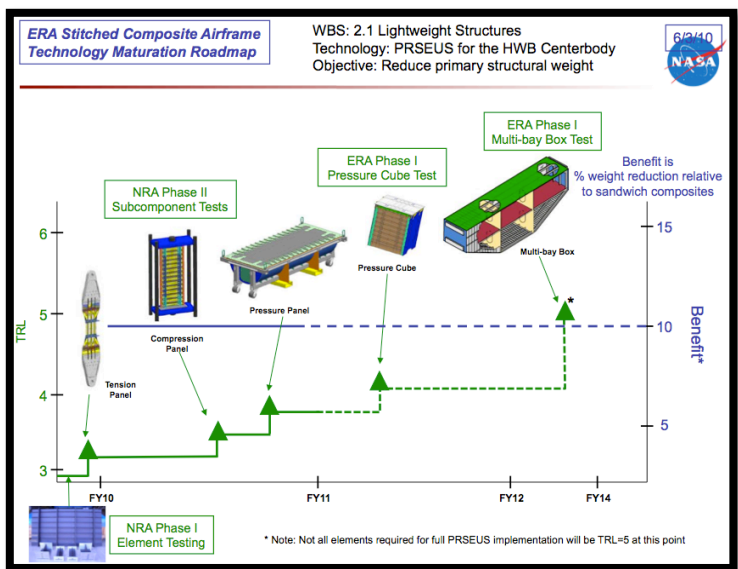 ERA Stitched Composite Airframe
Technology Maturation Roadmap
WBS: 2.1 Lightweight Structures
Technology: PRSEUS for the HWB Centerbody
Objective: Reduce primary structural weight
6/3/10
NASA
ERA Phase I
Multi-bay Box Test
ERA Phase I
Pressure Cube Test
NRA Phase II
Subcomponent Tests
Benefit is
% weight reduction relative
to sandwich composites
6
5
4
3
TRL
15
10
5
Benefit*
Multi-bay Box
*
Pressure Cube
Pressure Panel
Compression
Panel
Tension
Panel
FY10
FY11
FY12
FY14
NRA Phase I
Element Testing
* Note: Not all elements required for full PRSEUS implementation will be TRL=5 at this point